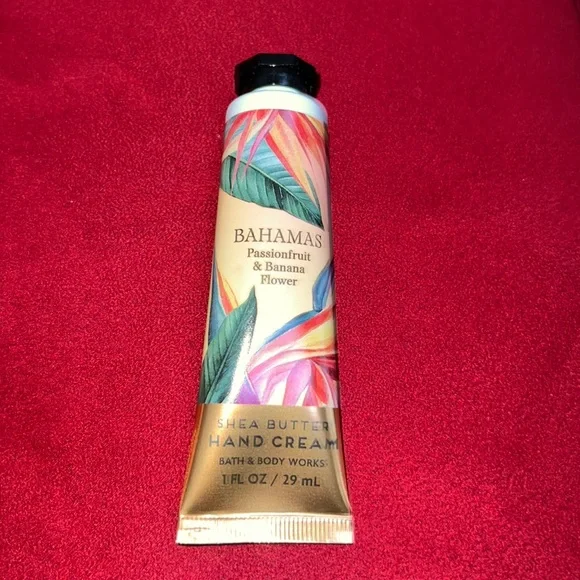 BAHAMAS
Passionfruit
& Banana
Flower
SHEA BUTTER
HAND CREAM
BATH & BODY WORKS
1 FL OZ / 29 mL